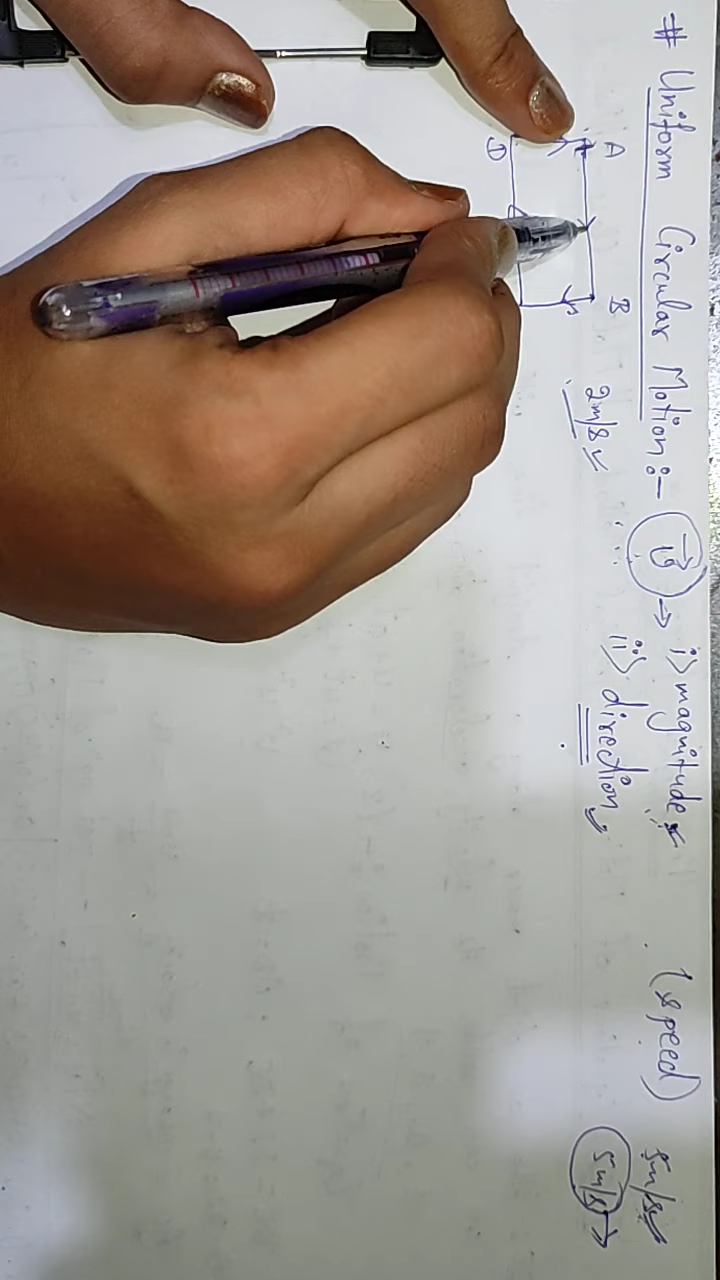 # Uniform Circular Motion:- v⃗ → i) magnitude (speed) 5m/s
ii) direction 5m/s →
A B
2m/s
D